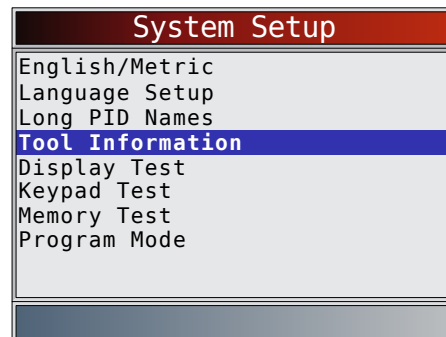 System Setup
English/Metric
Language Setup
Long PID Names
Tool Information
Display Test
Keypad Test
Memory Test
Program Mode